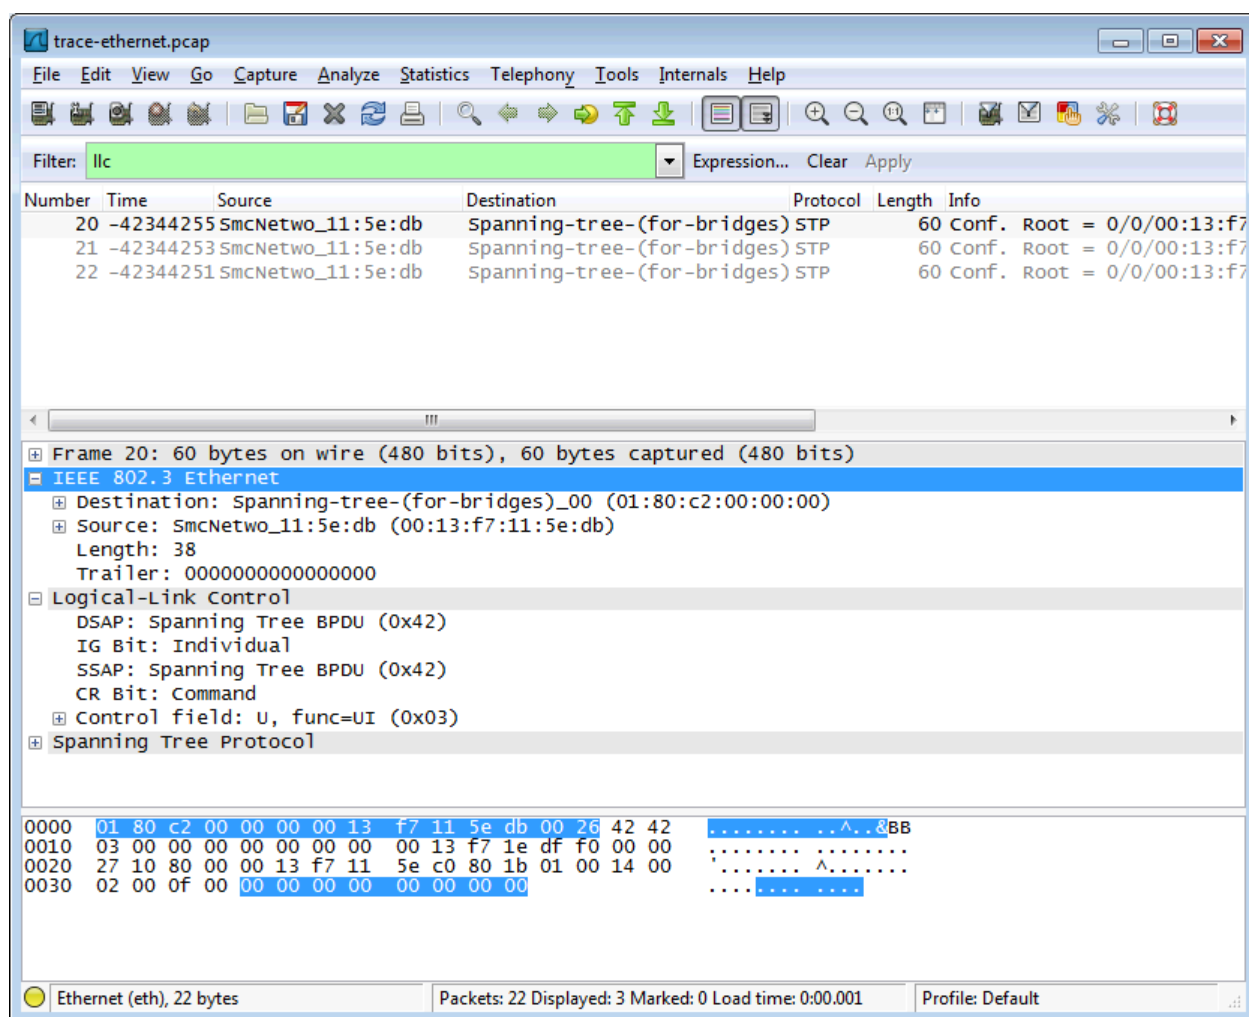 trace-ethernet.pcap
File Edit View Go Capture Analyze Statistics Telephony Tools Internals Help
Filter: llc Expression... Clear Apply
Number Time Source Destination Protocol Length Info
20 -42344255 SmcNetwo_11:5e:db Spanning-tree-(for-bridges) STP 60 Conf. Root = 0/0/00:13:f7
21 -42344253 SmcNetwo_11:5e:db Spanning-tree-(for-bridges) STP 60 Conf. Root = 0/0/00:13:f7
22 -42344251 SmcNetwo_11:5e:db Spanning-tree-(for-bridges) STP 60 Conf. Root = 0/0/00:13:f7
Frame 20: 60 bytes on wire (480 bits), 60 bytes captured (480 bits)
IEEE 802.3 Ethernet
Destination: Spanning-tree-(for-bridges)_00 (01:80:c2:00:00:00)
Source: SmcNetwo_11:5e:db (00:13:f7:11:5e:db)
Length: 38
Trailer: 0000000000000000
Logical-Link Control
DSAP: Spanning Tree BPDU (0x42)
IG Bit: Individual
SSAP: Spanning Tree BPDU (0x42)
CR Bit: Command
Control field: U, func=UI (0x03)
Spanning Tree Protocol
0000 01 80 c2 00 00 00 00 13 f7 11 5e db 00 26 42 42 ........ ..^..&BB
0010 03 00 00 00 00 00 00 00 00 13 f7 1e df f0 00 00 ........ ........
0020 27 10 80 00 00 13 f7 11 5e c0 80 1b 01 00 14 00 '....... ^.......
0030 02 00 0f 00 00 00 00 00 00 00 00 00 ........ ....
Ethernet (eth), 22 bytes Packets: 22 Displayed: 3 Marked: 0 Load time: 0:00.001 Profile: Default